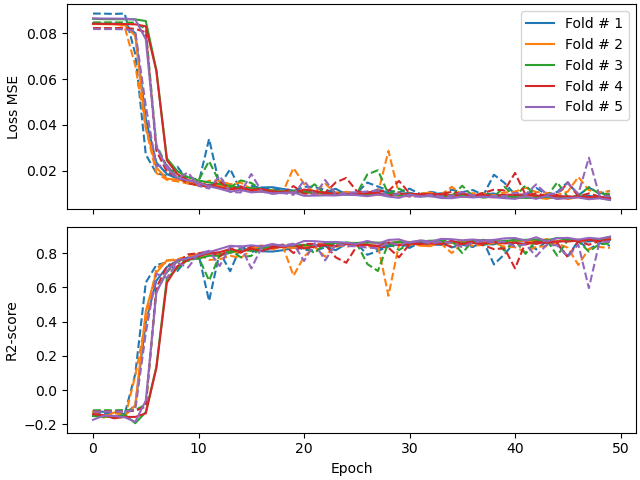 Loss MSE
0.08
0.06
0.04
0.02
Fold # 1
Fold # 2
Fold # 3
Fold # 4
Fold # 5
R2-score
0.8
0.6
0.4
0.2
0.0
−0.2
0 10 20 30 40 50
Epoch